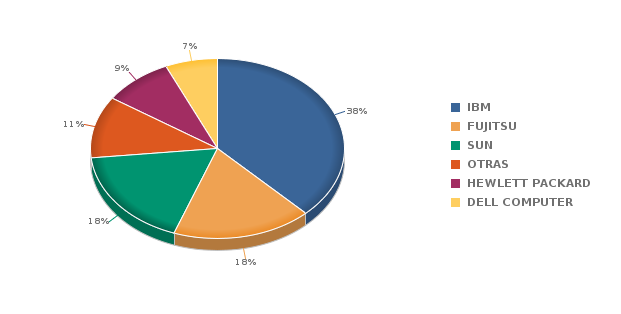 7%
9%
38%
11%
18%
18%
IBM
FUJITSU
SUN
OTRAS
HEWLETT PACKARD
DELL COMPUTER